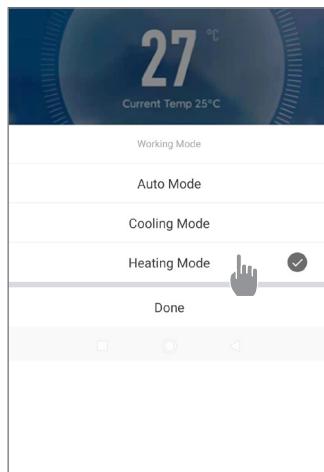 27 °C
Current Temp 25°C
Working Mode
Auto Mode
Cooling Mode
Heating Mode
Done